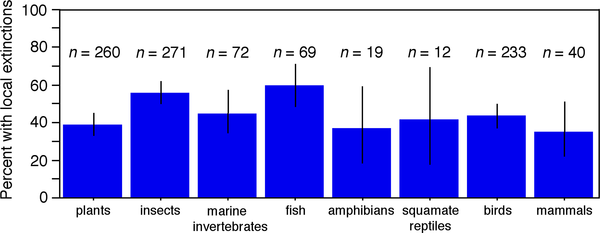 Percent with local extinctions
100
80
60
40
20
0
n = 260
n = 271
n = 72
n = 69
n = 19
n = 12
n = 233
n = 40
plants
insects
marine
invertebrates
fish
amphibians
squamate
reptiles
birds
mammals